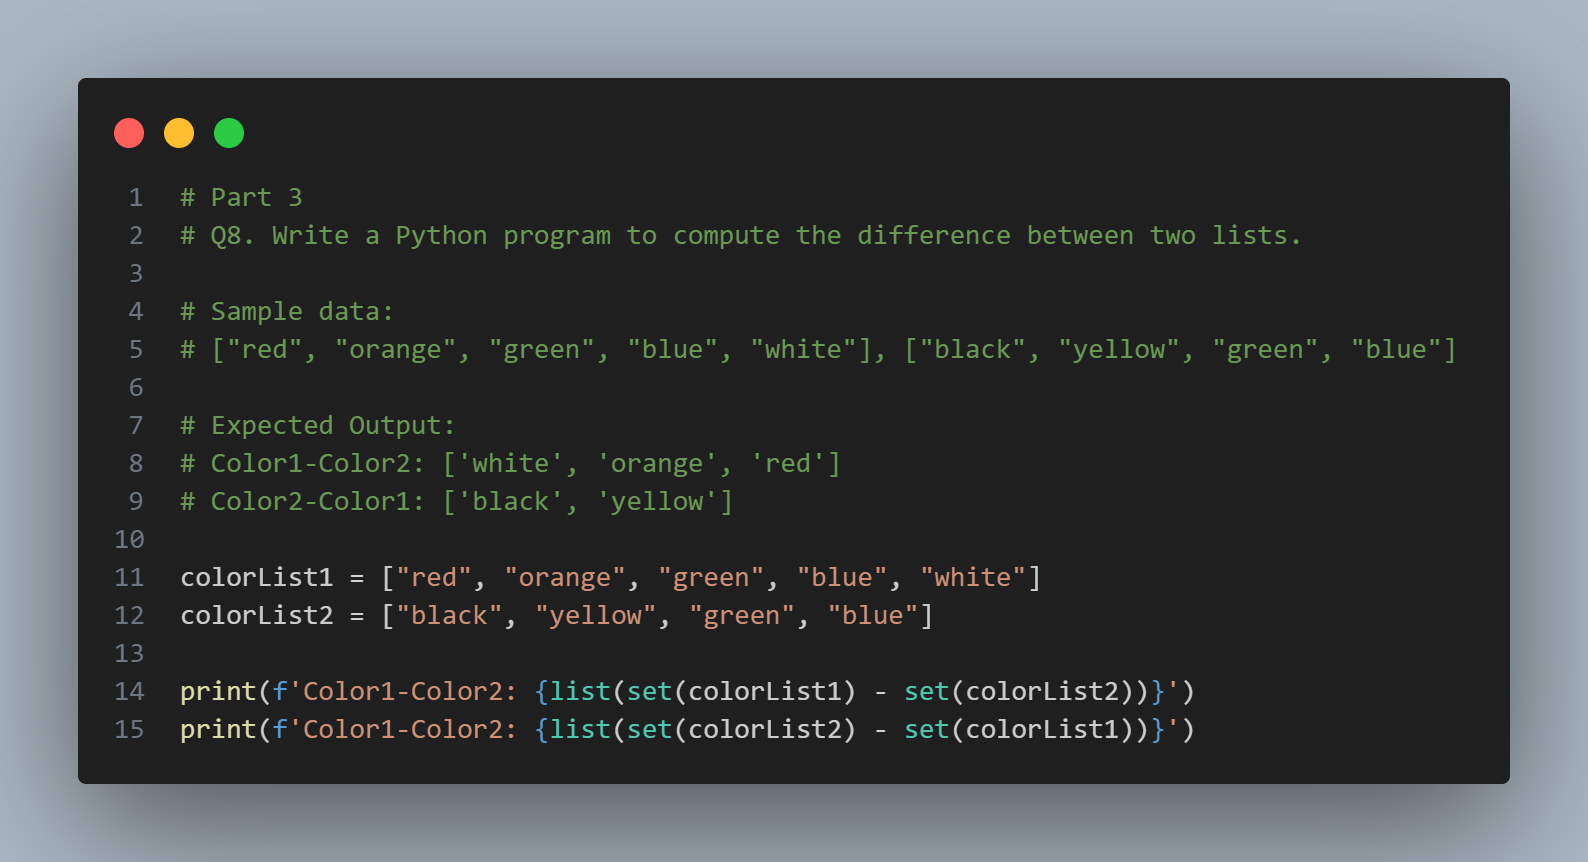 1 # Part 3
2 # Q8. Write a Python program to compute the difference between two lists.
3
4 # Sample data:
5 # ["red", "orange", "green", "blue", "white"], ["black", "yellow", "green", "blue"]
6
7 # Expected Output:
8 # Color1-Color2: ['white', 'orange', 'red']
9 # Color2-Color1: ['black', 'yellow']
10
11 colorList1 = ["red", "orange", "green", "blue", "white"]
12 colorList2 = ["black", "yellow", "green", "blue"]
13
14 print(f'Color1-Color2: {list(set(colorList1) - set(colorList2))}')
15 print(f'Color1-Color2: {list(set(colorList2) - set(colorList1))}')